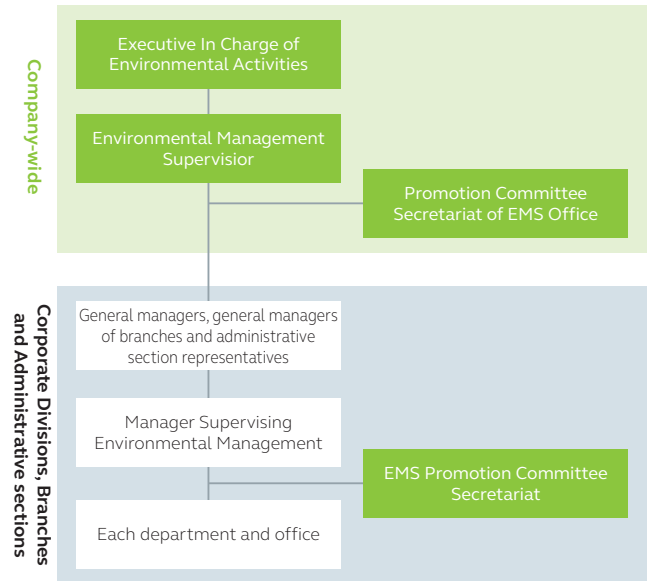 Company-wide
Executive In Charge of
Environmental Activities
Environmental Management
Supervisior
Promotion Committee
Secretariat of EMS Office
Corporate Divisions, Branches
and Administrative sections
General managers, general managers
of branches and administrative
section representatives
Manager Supervising
Environmental Management
EMS Promotion Committee
Secretariat
Each department and office